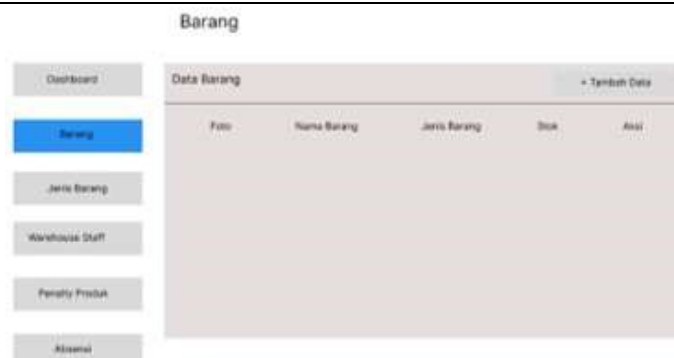 Barang
Dashboard
Data Barang
+ Tambah Data
Barang
Foto
Nama Barang
Jenis Barang
Stok
Aksi
Jenis Barang
Warehouse Staff
Penalty Produk
Absensi